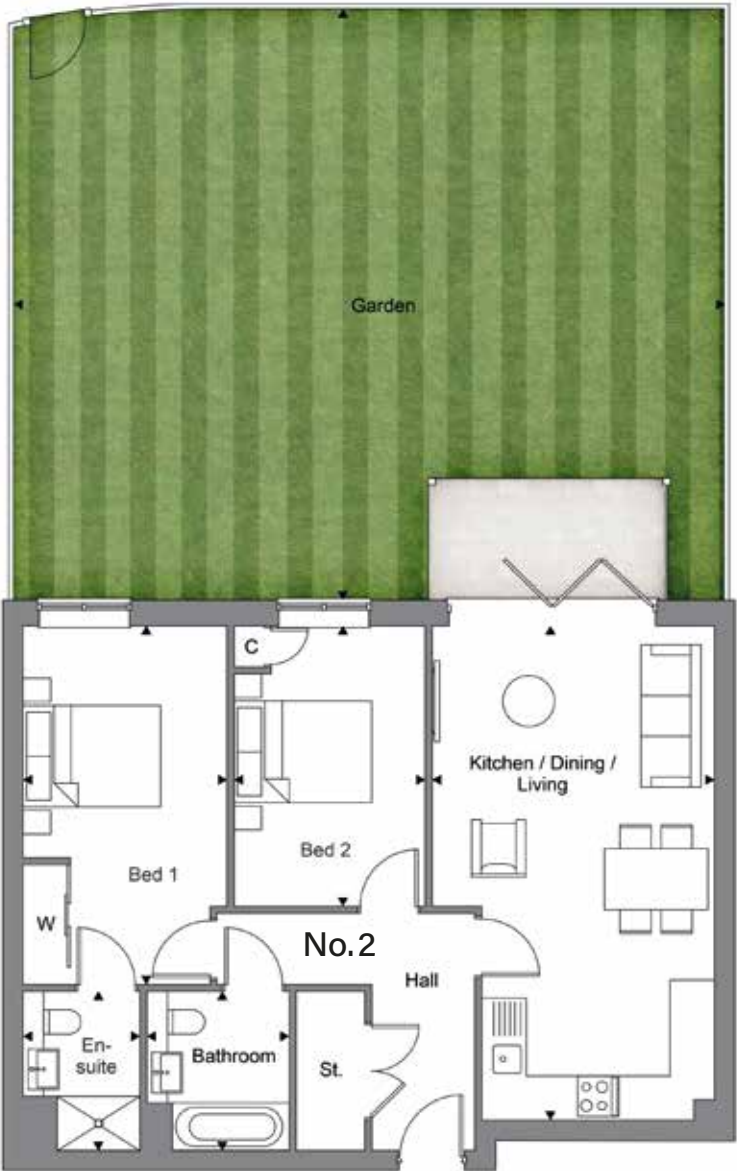 Garden
C
Kitchen / Dining /
Living
Bed 2
Bed 1
W
No.2
Hall
En-
suite
Bathroom
St.